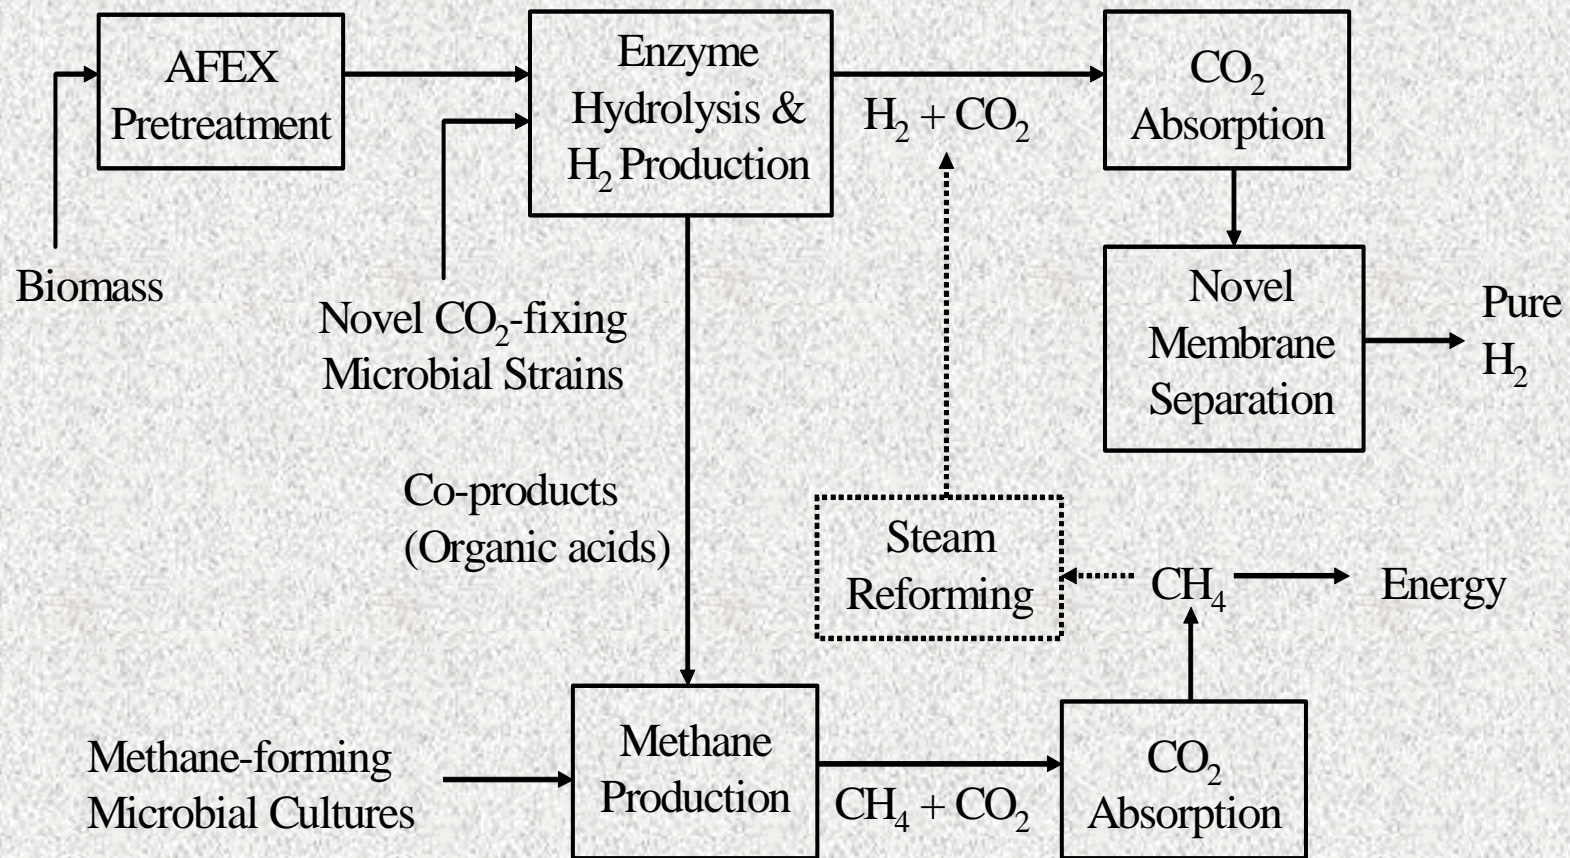 AFEX
Pretreatment
Enzyme
Hydrolysis &
H₂ Production
H₂ + CO₂
CO₂
Absorption
Biomass
Novel CO₂-fixing
Microbial Strains
Novel
Membrane
Separation
Pure
H₂
Co-products
(Organic acids)
Steam
Reforming
CH₄
Energy
Methane-forming
Microbial Cultures
Methane
Production
CH₄ + CO₂
CO₂
Absorption